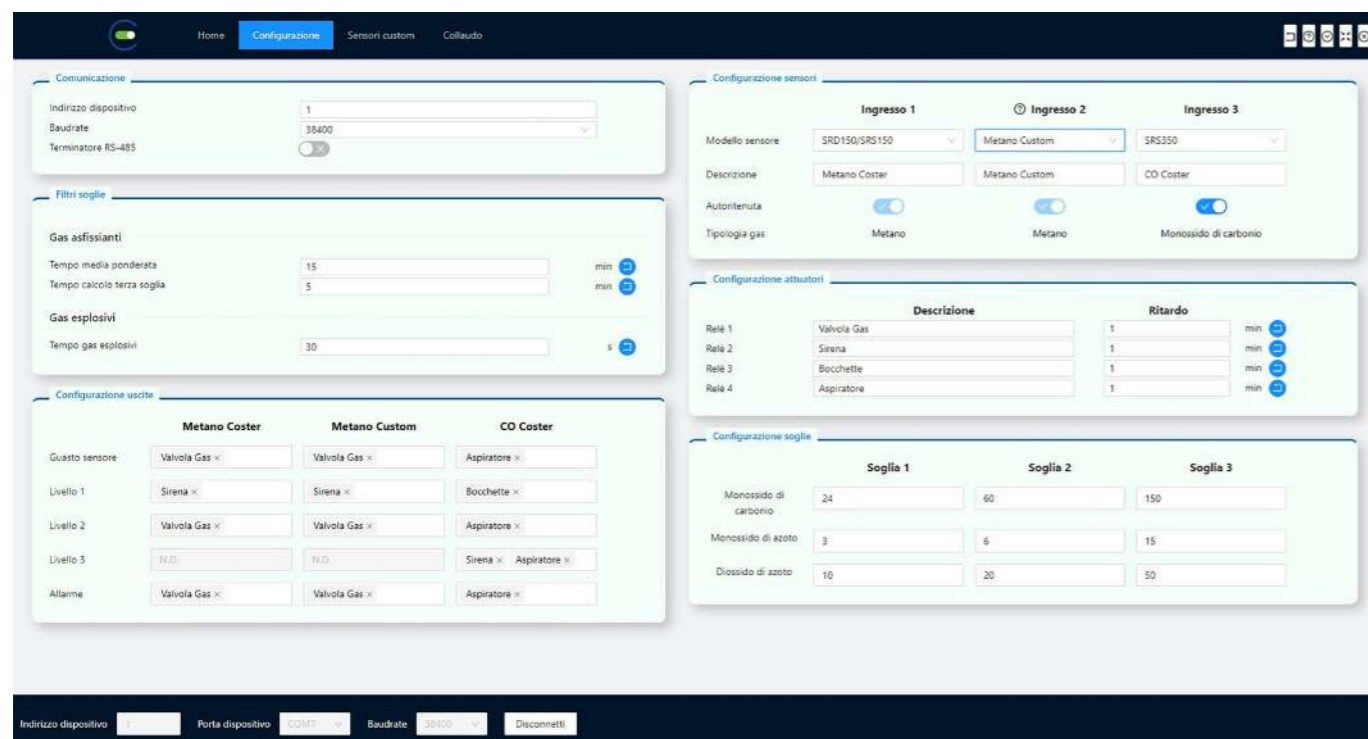 Home Configurazione Sensori custom Collaudo
Comunicazione
Indirizzo dispositivo 1
Baudrate 38400
Terminatore RS-485
Filtri soglie
Gas asfissianti
Tempo media ponderata 15 min
Tempo calcolo terza soglia 5 min
Gas esplosivi
Tempo gas esplosivi 30 s
Configurazione uscite
Metano Coster Metano Custom CO Coster
Guasto sensore Valvola Gas × Valvola Gas × Aspiratore ×
Livello 1 Sirena × Sirena × Bocchette ×
Livello 2 Valvola Gas × Valvola Gas × Aspiratore ×
Livello 3 N.D. N.D. Sirena × Aspiratore ×
Allarme Valvola Gas × Valvola Gas × Aspiratore ×
Configurazione sensori
Ingresso 1 Ingresso 2 Ingresso 3
Modello sensore SRD150/SRS150 Metano Custom SRS350
Descrizione Metano Coster Metano Custom CO Coster
Autoritenuta
Tipologia gas Metano Metano Monossido di carbonio
Configurazione attuatori
Descrizione Ritardo
Relè 1 Valvola Gas 1 min
Relè 2 Sirena 1 min
Relè 3 Bocchette 1 min
Relè 4 Aspiratore 1 min
Configurazione soglie
Soglia 1 Soglia 2 Soglia 3
Monossido di
carbonio 24 60 150
Monossido di azoto 3 6 15
Diossido di azoto 10 20 50
Indirizzo dispositivo 1 Porta dispositivo COM7 Baudrate 38400 Disconnetti